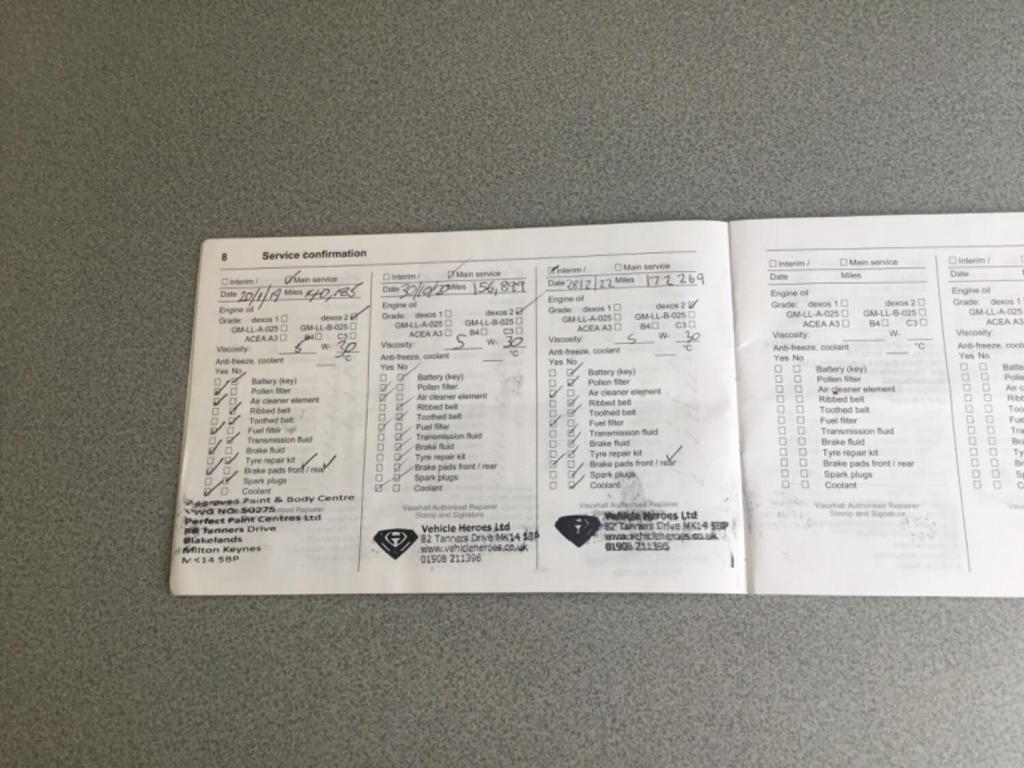 8 Service confirmation
Interim / Main service
Date 20/1/19 Miles 140,185
Engine oil
Grade: dexos 1 dexos 2
GM-LL-A-025 GM-LL-B-025
ACEA A3 B4 C3
Viscosity: 5 W- 30
Anti-freeze, coolant °C
Yes No
Battery (key)
Pollen filter
Air cleaner element
Ribbed belt
Toothed belt
Fuel filter
Transmission fluid
Brake fluid
Tyre repair kit
Brake pads front / rear
Spark plugs
Coolant
Approved Paint & Body Centre
VWG NO: 50275
Perfect Paint Centres Ltd
Tanners Drive
Blakelands
Milton Keynes
MK14 5BP
Interim / Main service
Date 30/10/20 Miles 156,899
Engine oil
Grade: dexos 1 dexos 2
GM-LL-A-025 GM-LL-B-025
ACEA A3 B4 C3
Viscosity: 5 W- 30
Anti-freeze, coolant °C
Yes No
Battery (key)
Pollen filter
Air cleaner element
Ribbed belt
Toothed belt
Fuel filter
Transmission fluid
Brake fluid
Tyre repair kit
Brake pads front / rear
Spark plugs
Coolant
Vauxhall Authorised Repairer
Stamp and Signature
Vehicle Heroes Ltd
82 Tanners Drive MK14 5BP
www.vehicleheroes.co.uk
01908 211396
Interim / Main service
Date 28/2/22 Miles 172 269
Engine oil
Grade: dexos 1 dexos 2
GM-LL-A-025 GM-LL-B-025
ACEA A3 B4 C3
Viscosity: 5 W- 30
Anti-freeze, coolant °C
Yes No
Battery (key)
Pollen filter
Air cleaner element
Ribbed belt
Toothed belt
Fuel filter
Transmission fluid
Brake fluid
Tyre repair kit
Brake pads front / rear
Spark plugs
Coolant
Vauxhall Authorised Repairer
Vehicle Heroes Ltd
82 Tanners Drive MK14 5BP
www.vehicleheroes.co.uk
01908 211396
Interim / Main service
Date Miles
Engine oil
Grade: dexos 1 dexos 2
GM-LL-A-025 GM-LL-B-025
ACEA A3 B4 C3
Viscosity: W-
Anti-freeze, coolant °C
Yes No
Battery (key)
Pollen filter
Air cleaner element
Ribbed belt
Toothed belt
Fuel filter
Transmission fluid
Brake fluid
Tyre repair kit
Brake pads front / rear
Spark plugs
Coolant
Vauxhall Authorised Repairer
Stamp and Signature
Interim /
Date
Engine oil
Grade: dexos 1
GM-LL-A-025
ACEA A3
Viscosity:
Anti-freeze, coolant
Yes No